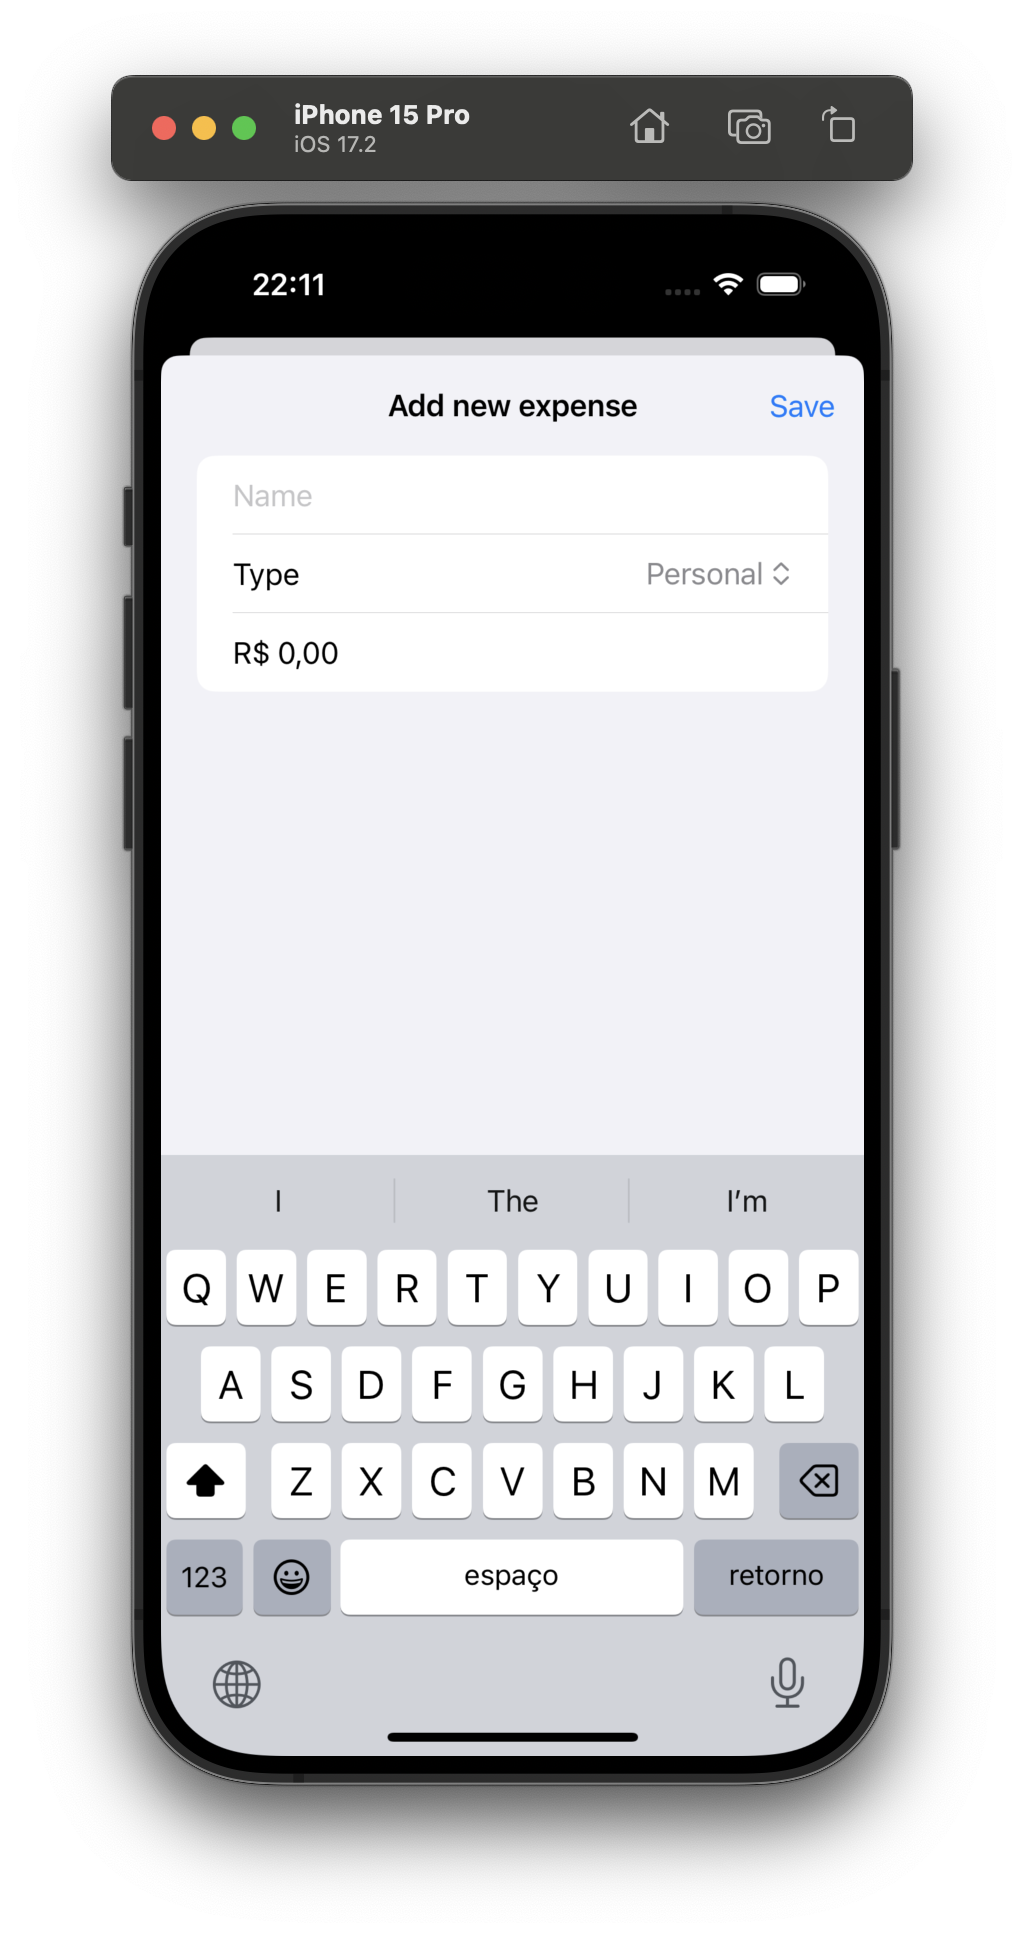 iPhone 15 Pro
iOS 17.2
22:11
Add new expense Save
Name
Type Personal
R$ 0,00
I The I’m
Q W E R T Y U I O P
A S D F G H J K L
Z X C V B N M
123 espaço retorno